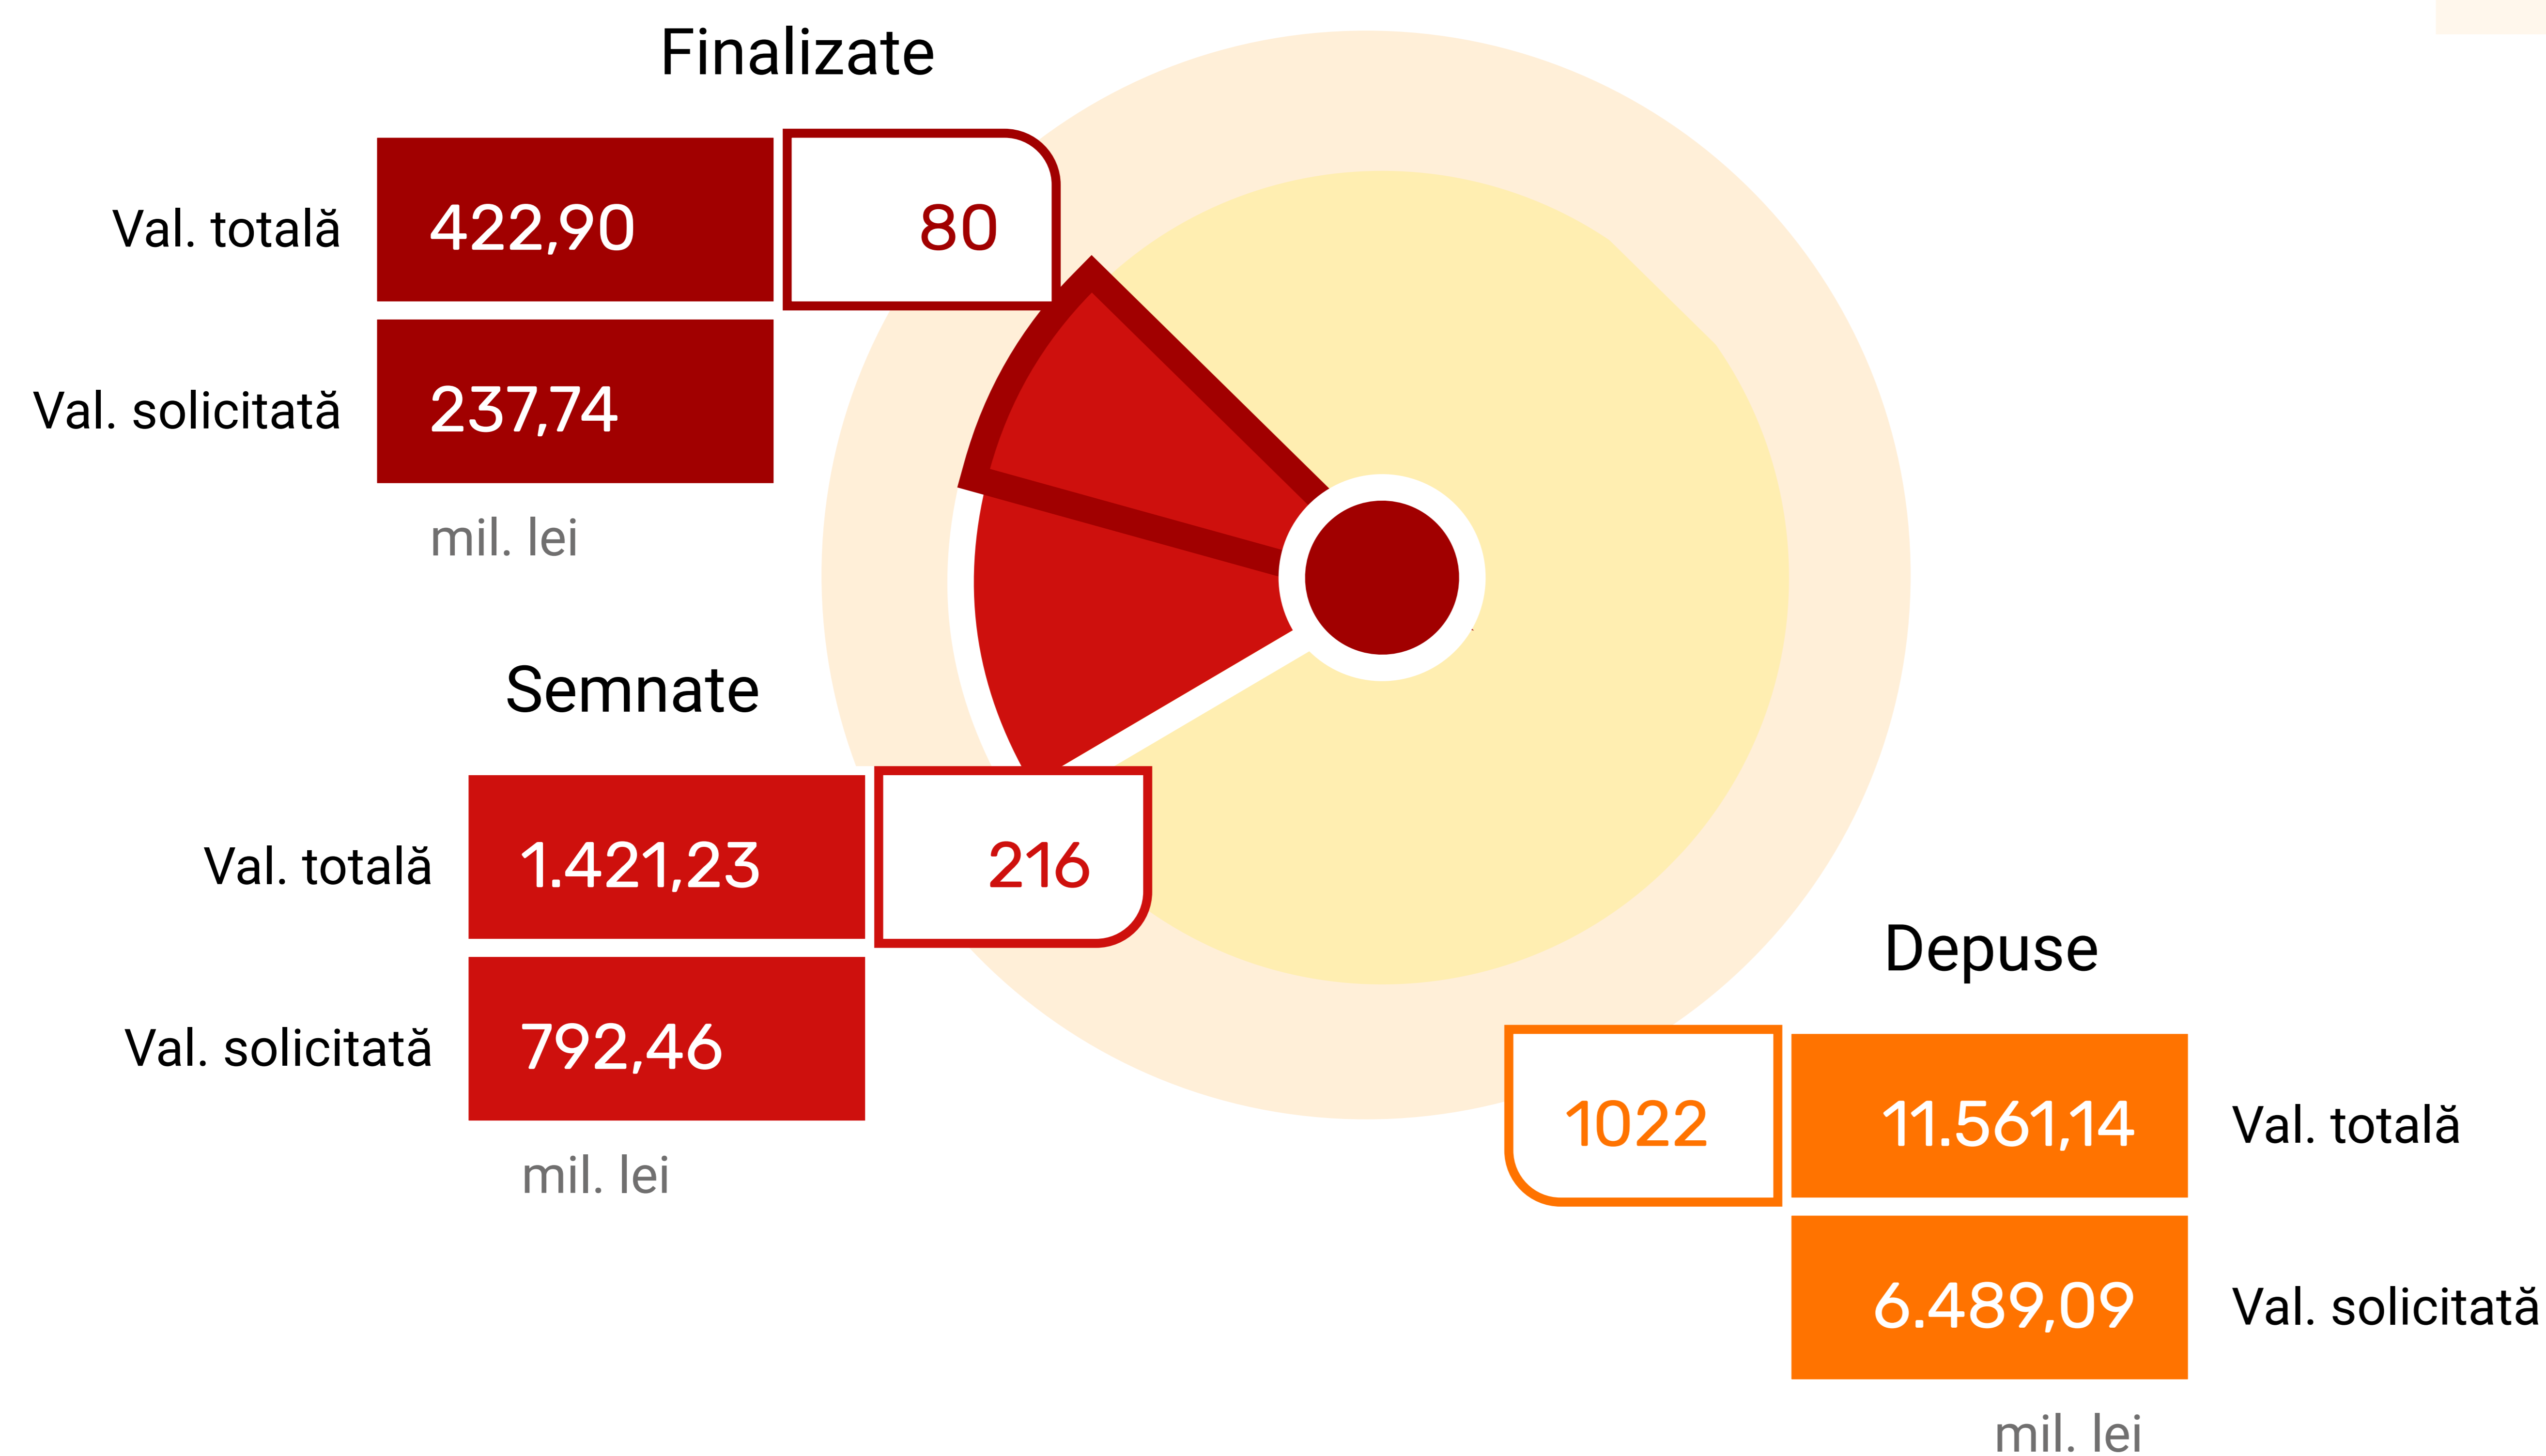 Finalizate
Val. totală 422,90 80
Val. solicitată 237,74
mil. lei
Semnate
Val. totală 1.421,23 216
Val. solicitată 792,46
mil. lei
Depuse
1022 11.561,14 Val. totală
6.489,09 Val. solicitată
mil. lei